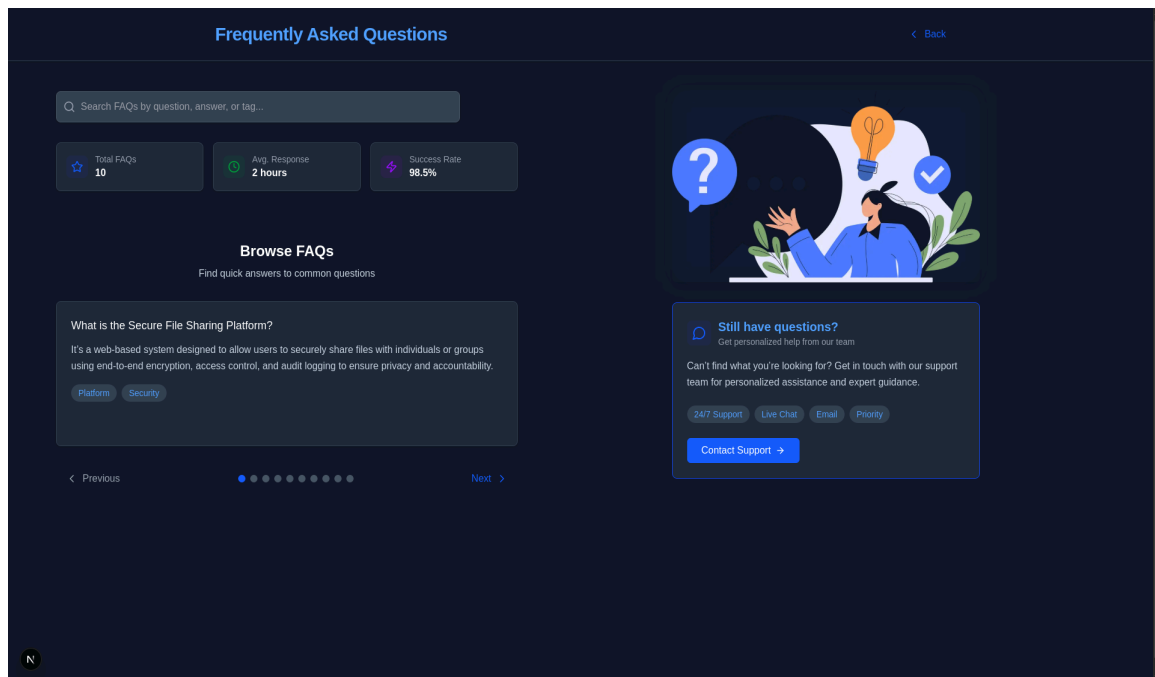 Frequently Asked Questions
Back
Search FAQs by question, answer, or tag...
Total FAQs
10
Avg. Response
2 hours
Success Rate
98.5%
?
Browse FAQs
Find quick answers to common questions
What is the Secure File Sharing Platform?
It's a web-based system designed to allow users to securely share files with individuals or groups
using end-to-end encryption, access control, and audit logging to ensure privacy and accountability.
Platform Security
Previous
Next
Still have questions?
Get personalized help from our team
Can't find what you're looking for? Get in touch with our support
team for personalized assistance and expert guidance.
24/7 Support Live Chat Email Priority
Contact Support
N